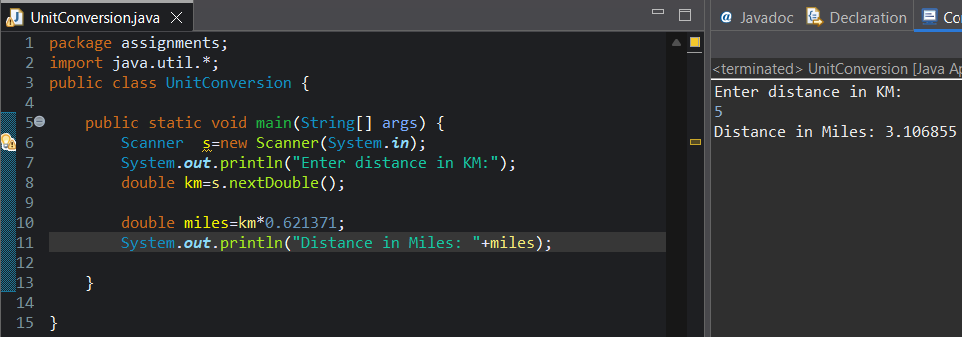 UnitConversion.java
1 package assignments;
2 import java.util.*;
3 public class UnitConversion {
4
5 public static void main(String[] args) {
6 Scanner  s=new Scanner(System.in);
7 System.out.println("Enter distance in KM:");
8 double km=s.nextDouble();
9
10 double miles=km*0.621371;
11 System.out.println("Distance in Miles: "+miles);
12
13 }
14
15 }
@ Javadoc Declaration Co
<terminated> UnitConversion [Java Ap
Enter distance in KM:
5
Distance in Miles: 3.106855